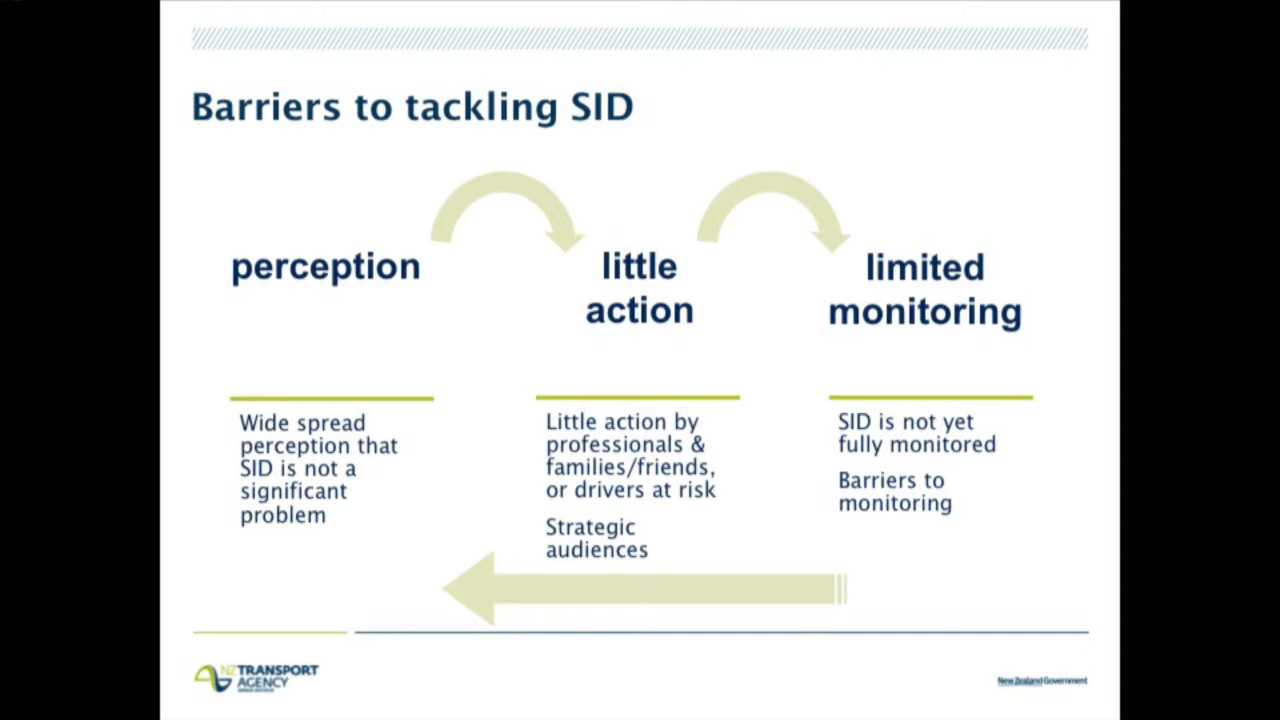 Barriers to tackling SID
perception
little
action
limited
monitoring
Wide spread
perception that
SID is not a
significant
problem
Little action by
professionals &
families/friends,
or drivers at risk
Strategic
audiences
SID is not yet
fully monitored
Barriers to
monitoring
NZTRANSPORT
AGENCY
New Zealand Government